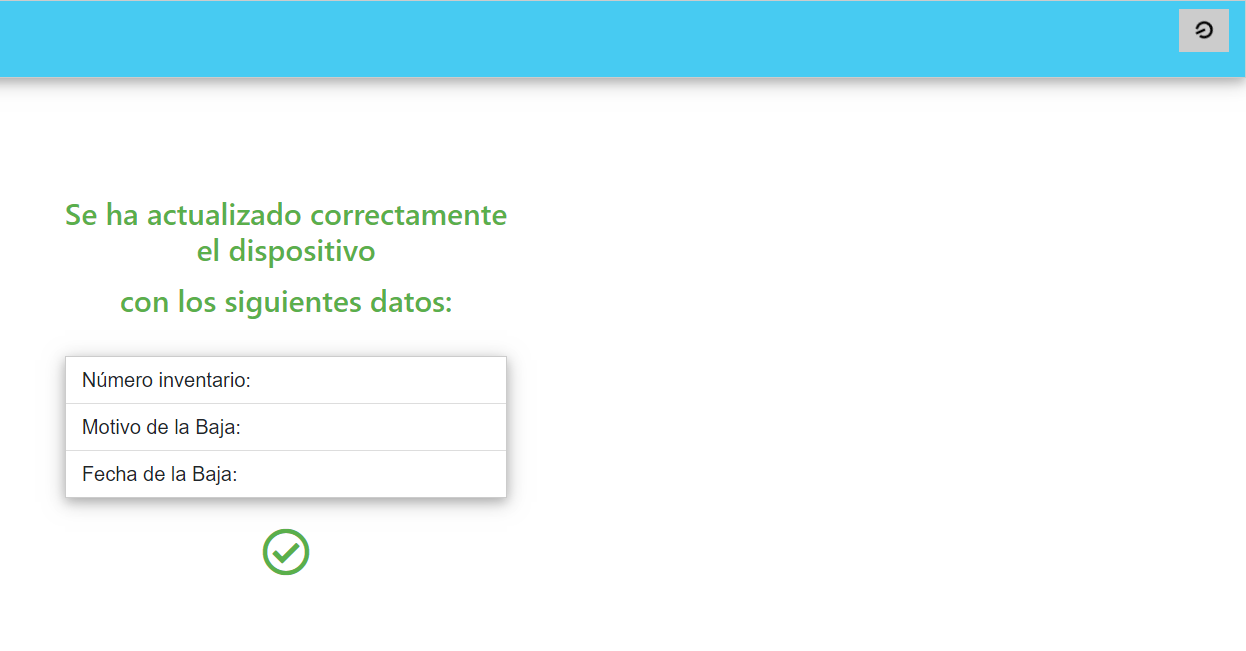 Se ha actualizado correctamente
el dispositivo
con los siguientes datos:
Número inventario:
Motivo de la Baja:
Fecha de la Baja: